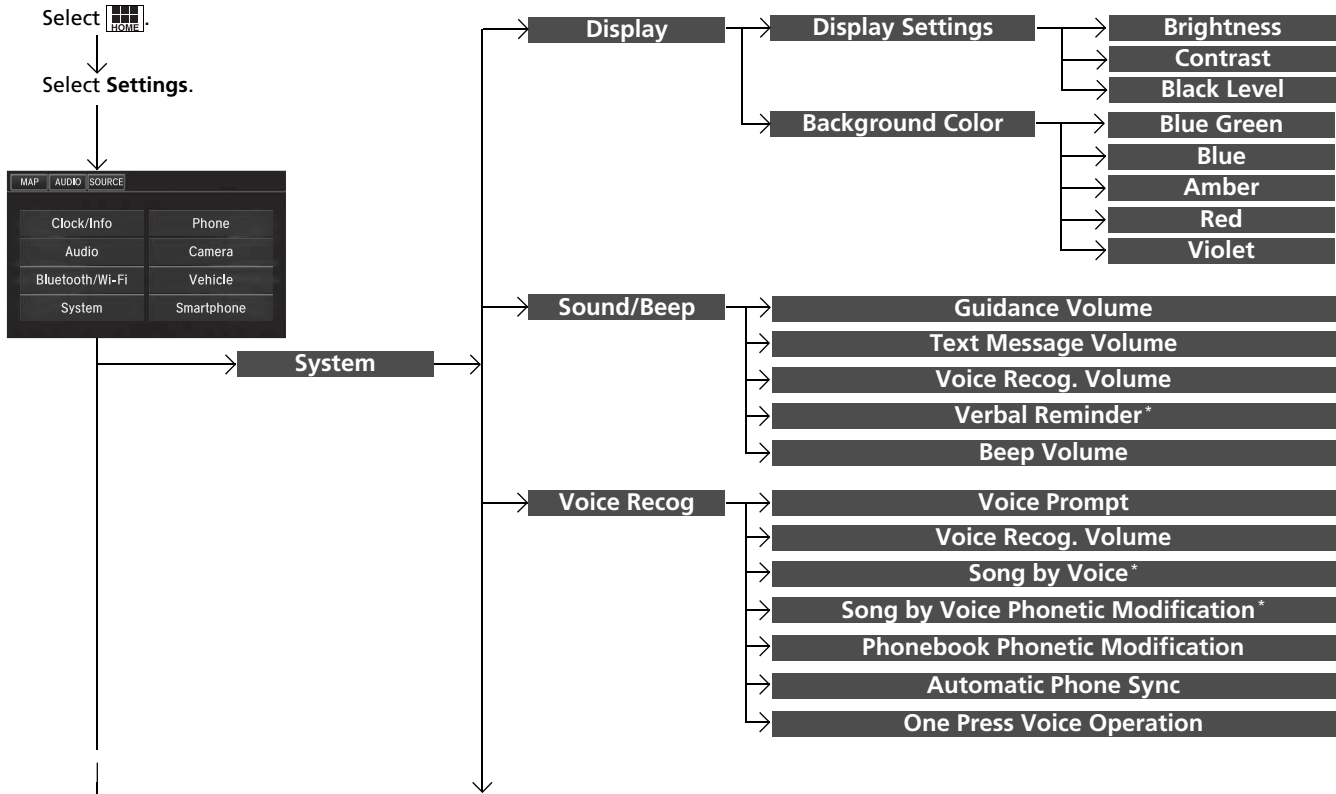 Select HOME.
Select Settings.
MAP AUDIO SOURCE
Clock/Info Phone
Audio Camera
Bluetooth/Wi-Fi Vehicle
System Smartphone
System
Display
Display Settings
Brightness
Contrast
Black Level
Background Color
Blue Green
Blue
Amber
Red
Violet
Sound/Beep
Guidance Volume
Text Message Volume
Voice Recog. Volume
Verbal Reminder*
Beep Volume
Voice Recog
Voice Prompt
Voice Recog. Volume
Song by Voice*
Song by Voice Phonetic Modification*
Phonebook Phonetic Modification
Automatic Phone Sync
One Press Voice Operation